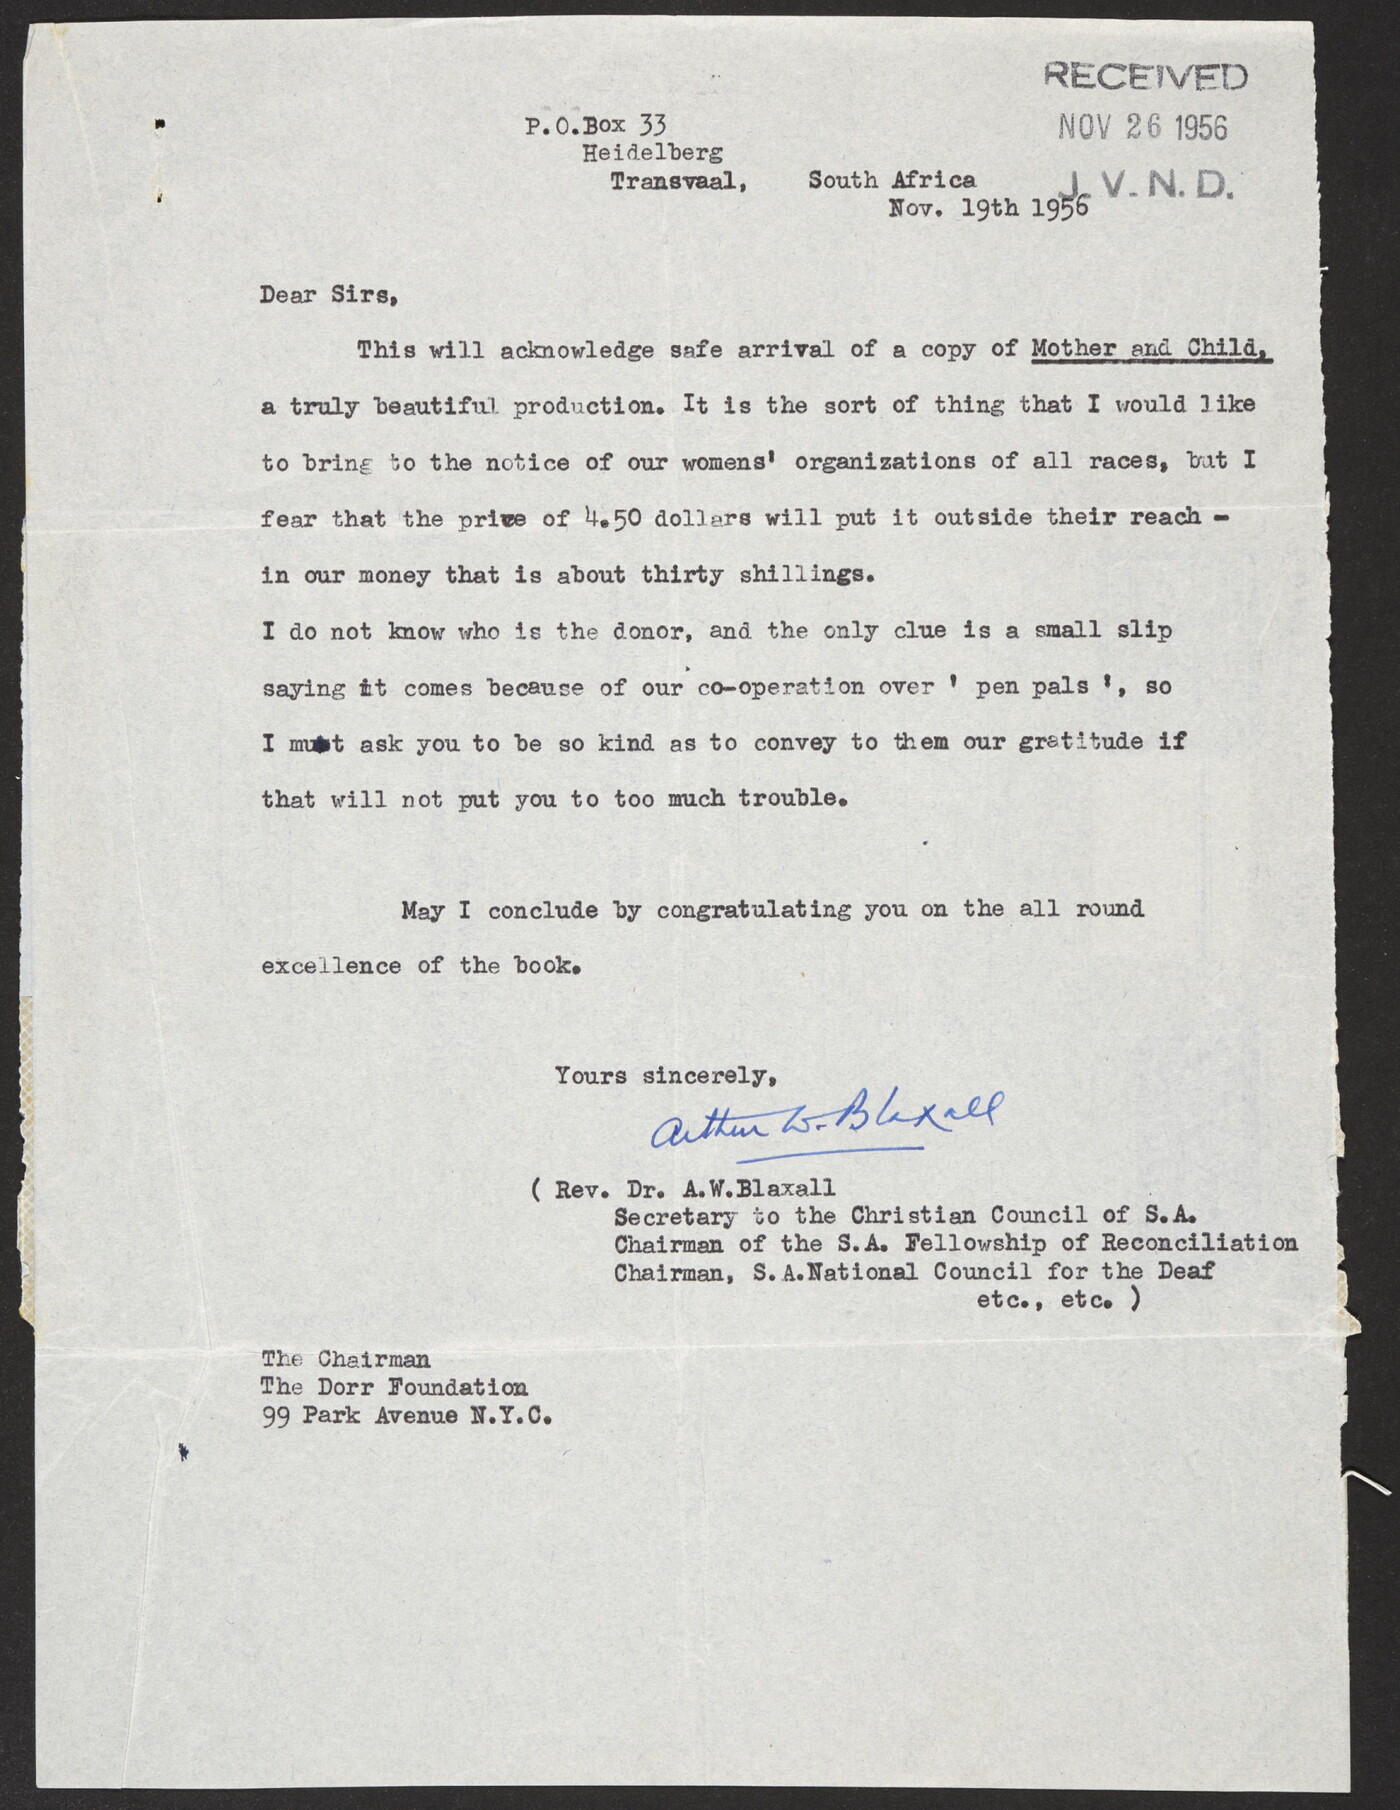 RECEIVED
NOV 26 1956
J. V. N. D.
P.O.Box 33
Heidelberg
Transvaal, South Africa
Nov. 19th 1956
Dear Sirs,
This will acknowledge safe arrival of a copy of Mother and Child,
a truly beautiful production. It is the sort of thing that I would like
to bring to the notice of our womens' organizations of all races, but I
fear that the price of 4.50 dollars will put it outside their reach -
in our money that is about thirty shillings.
I do not know who is the donor, and the only clue is a small slip
saying it comes because of our co-operation over ' pen pals ', so
I must ask you to be so kind as to convey to them our gratitude if
that will not put you to too much trouble.
May I conclude by congratulating you on the all round
excellence of the book.
Yours sincerely,
Arthur W. Blaxall
( Rev. Dr. A.W.Blaxall
Secretary to the Christian Council of S.A.
Chairman of the S.A. Fellowship of Reconciliation
Chairman, S.A.National Council for the Deaf
etc., etc. )
The Chairman
The Dorr Foundation
99 Park Avenue N.Y.C.